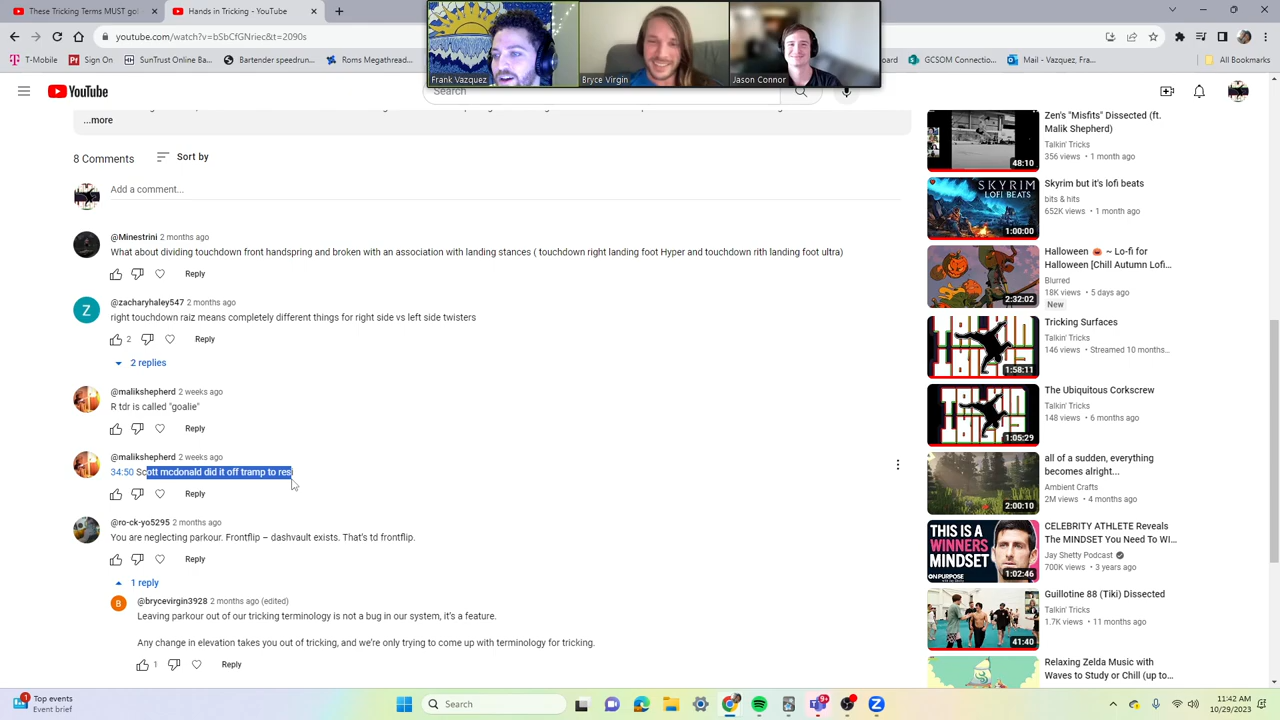 These Tricking Terms MUST go!
Hands in Tricking - YouTube
youtube.com/watch?v=bSbCfGNriec&t=2090s
T-Mobile
SunTrust Online Ba...
Bartender speedrun...
Roms Megathread...
GCSOM Connection...
Mail - Vazquez, Fra...
All Bookmarks
Frank Vazquez
Bryce Virgin
Jason Connor
YouTube
Search
...more
8 Comments
Sort by
Add a comment...
@Minestrini 2 months ago
What about dividing touchdown front handspring and broken with an association with landing stances ( touchdown right landing foot Hyper and touchdown rith landing foot ultra)
Reply
Z
@zacharyhaley547 2 months ago
right touchdown raiz means completely different things for right side vs left side twisters
2
Reply
2 replies
@malikshepherd 2 weeks ago
R tdr is called "goalie"
Reply
@malikshepherd 2 weeks ago
34:50 Scott mcdonald did it off tramp to resi
Reply
@ro-ck-yo5295 2 months ago
You are neglecting parkour. Frontflip – dashvault exists. That's td frontflip.
Reply
1 reply
B
@brycevirgin3928 2 months ago (edited)
Leaving parkour out of our tricking terminology is not a bug in our system, it's a feature.
Any change in elevation takes you out of tricking, and we're only trying to come up with terminology for tricking.
1
Reply
Zen's "Misfits" Dissected (ft.
Malik Shepherd)
Talkin' Tricks
356 views • 1 month ago
48:10
SKYRIM
LOFI BEATS
1:00:00
Skyrim but it's lofi beats
bits & hits
652K views • 1 month ago
2:32:02
Halloween 🎃 ~ Lo-fi for
Halloween [Chill Autumn Lofi...
Blurred
18K views • 5 days ago
New
1:58:11
Tricking Surfaces
Talkin' Tricks
146 views • Streamed 10 months...
1:05:29
The Ubiquitous Corkscrew
Talkin' Tricks
148 views • 6 months ago
2:00:10
all of a sudden, everything
becomes alright...
Ambient Crafts
2M views • 4 months ago
THIS IS A
WINNERS
MINDSET
ON PURPOSE
1:02:46
CELEBRITY ATHLETE Reveals
The MINDSET You Need To WI...
Jay Shetty Podcast
700K views • 3 years ago
41:40
Guillotine 88 (Tiki) Dissected
Talkin' Tricks
1.7K views • 11 months ago
Relaxing Zelda Music with
Waves to Study or Chill (up to...
1
Top events
Event brief
Search
9+
11:42 AM
10/29/2023